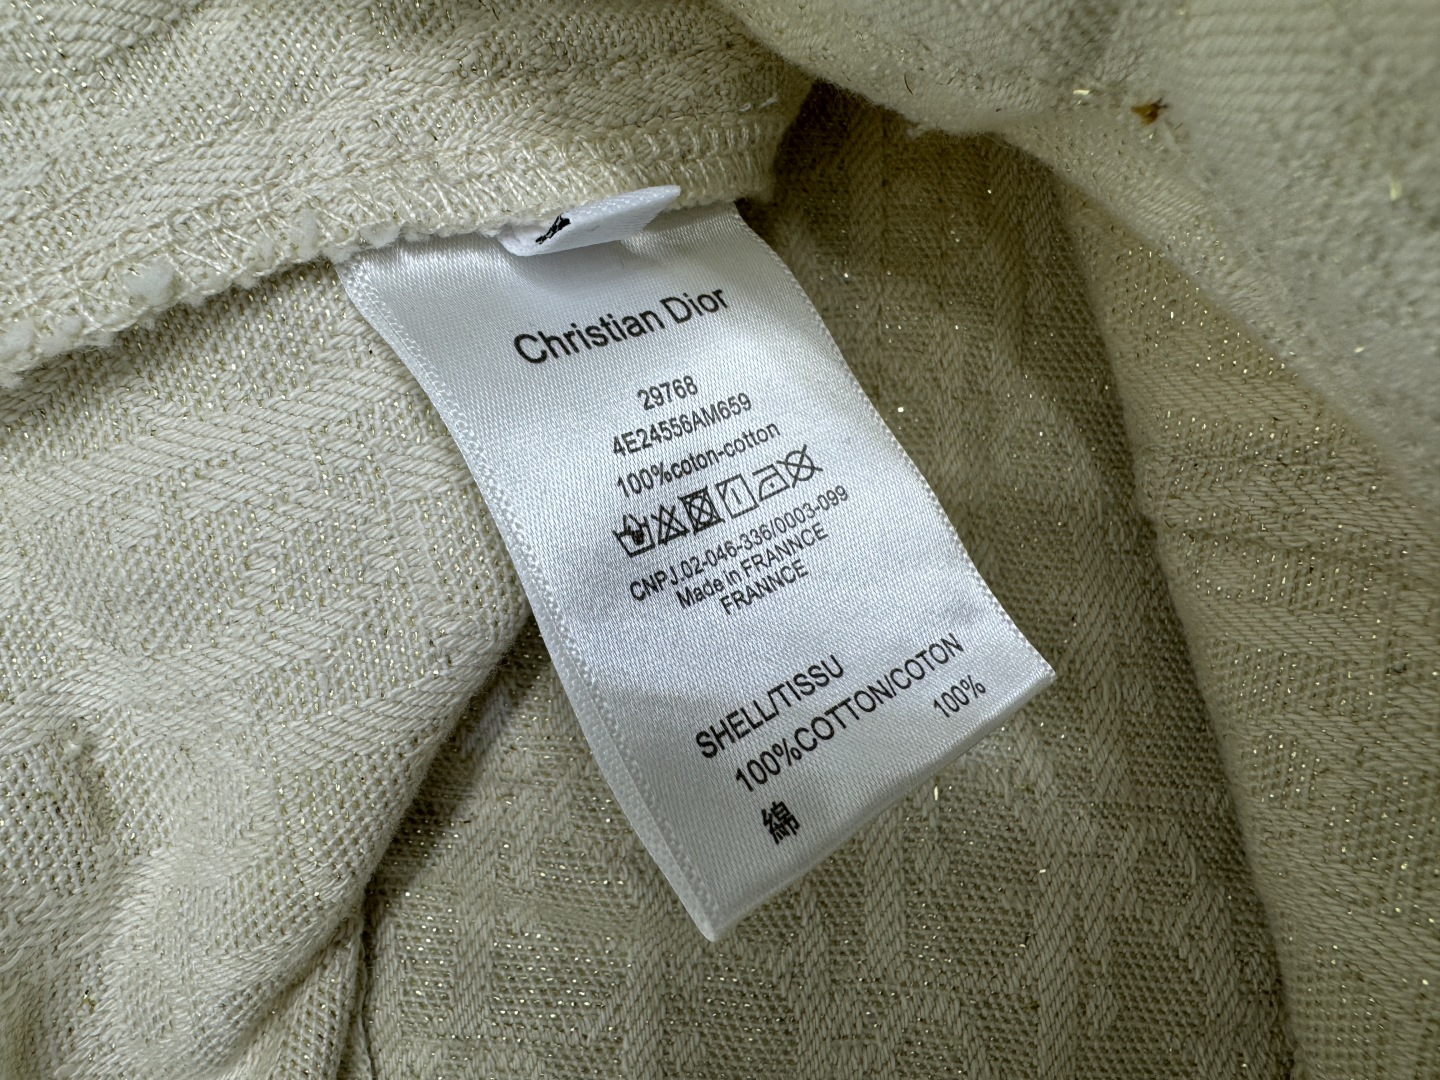 Christian Dior
29768
4E24556AM659
100%coton-cotton
CNPJ.02-046-336/0003-099
Made in FRANNCE
FRANNCE
SHELL/TISSU
100%COTTON/COTON
100%
綿